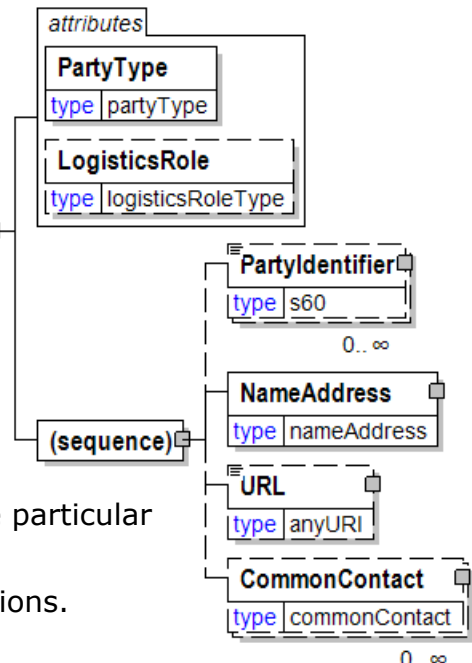 attributes
PartyType
type partyType
LogisticsRole
type logisticsRoleType
PartyIdentifier
type s60
0.. ∞
NameAddress
type nameAddress
(sequence)
URL
type anyURI
particular
CommonContact
ions.
type commonContact
0.. ∞